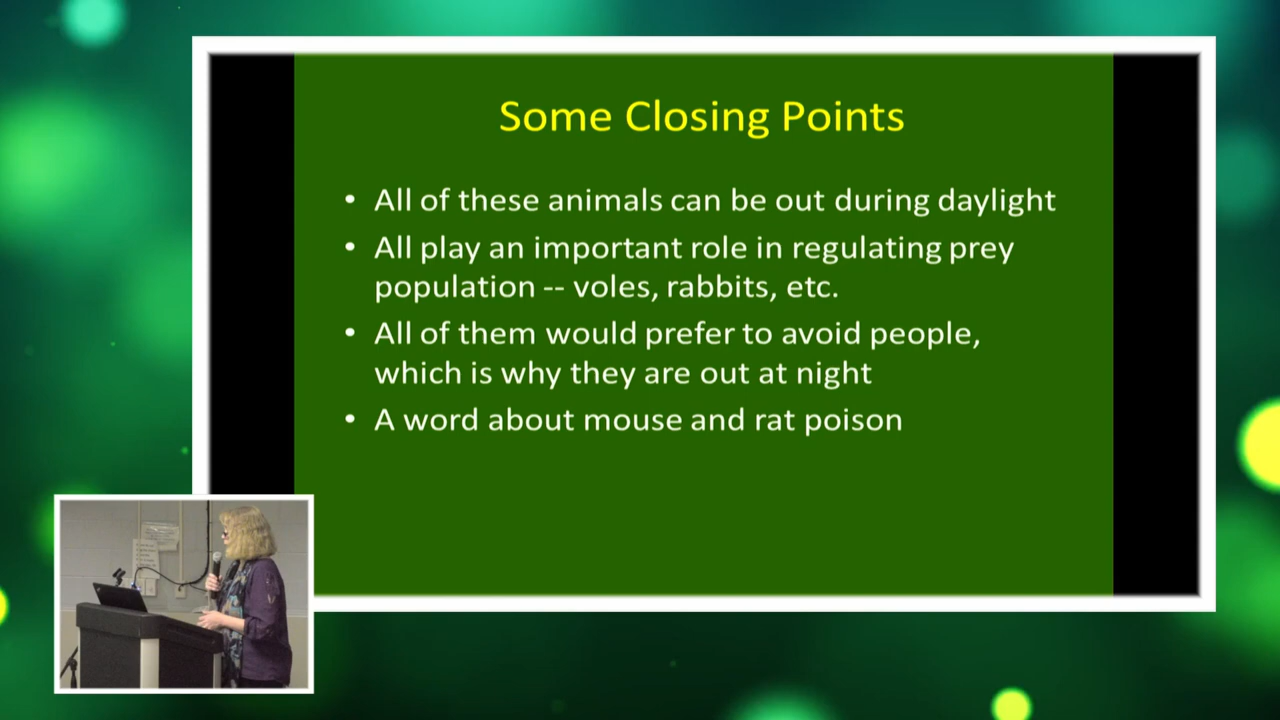 Some Closing Points
• All of these animals can be out during daylight
• All play an important role in regulating prey
population -- voles, rabbits, etc.
• All of them would prefer to avoid people,
which is why they are out at night
• A word about mouse and rat poison